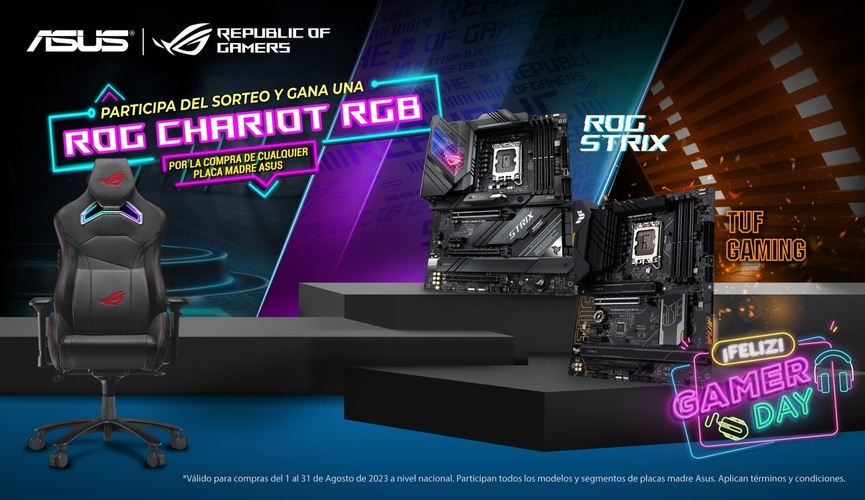 ASUS
REPUBLIC OF
GAMERS
PARTICIPA DEL SORTEO Y GANA UNA
ROG CHARIOT RGB
POR LA COMPRA DE CUALQUIER
PLACA MADRE ASUS
ROG
STRIX
STRIX
TUF
GAMING
¡FELIZ!
GAMER
DAY
*Válido para compras del 1 al 31 de Agosto de 2023 a nivel nacional. Participan todos los modelos y segmentos de placas madre Asus. Aplican términos y condiciones.